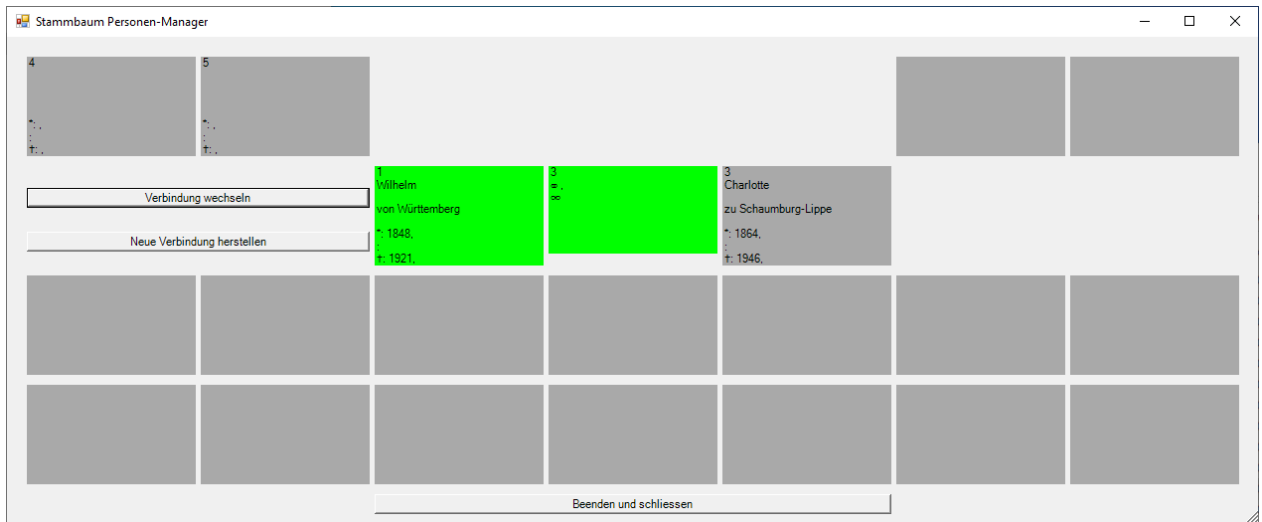 Stammbaum Personen-Manager
4
*: ,
:
†: ,
5
*: ,
:
†: ,
Verbindung wechseln
Neue Verbindung herstellen
1
Wilhelm
von Württemberg
*: 1848,
:
†: 1921,
3
⚭ ,
⚮
3
Charlotte
zu Schaumburg-Lippe
*: 1864,
:
†: 1946,
Beenden und schliessen